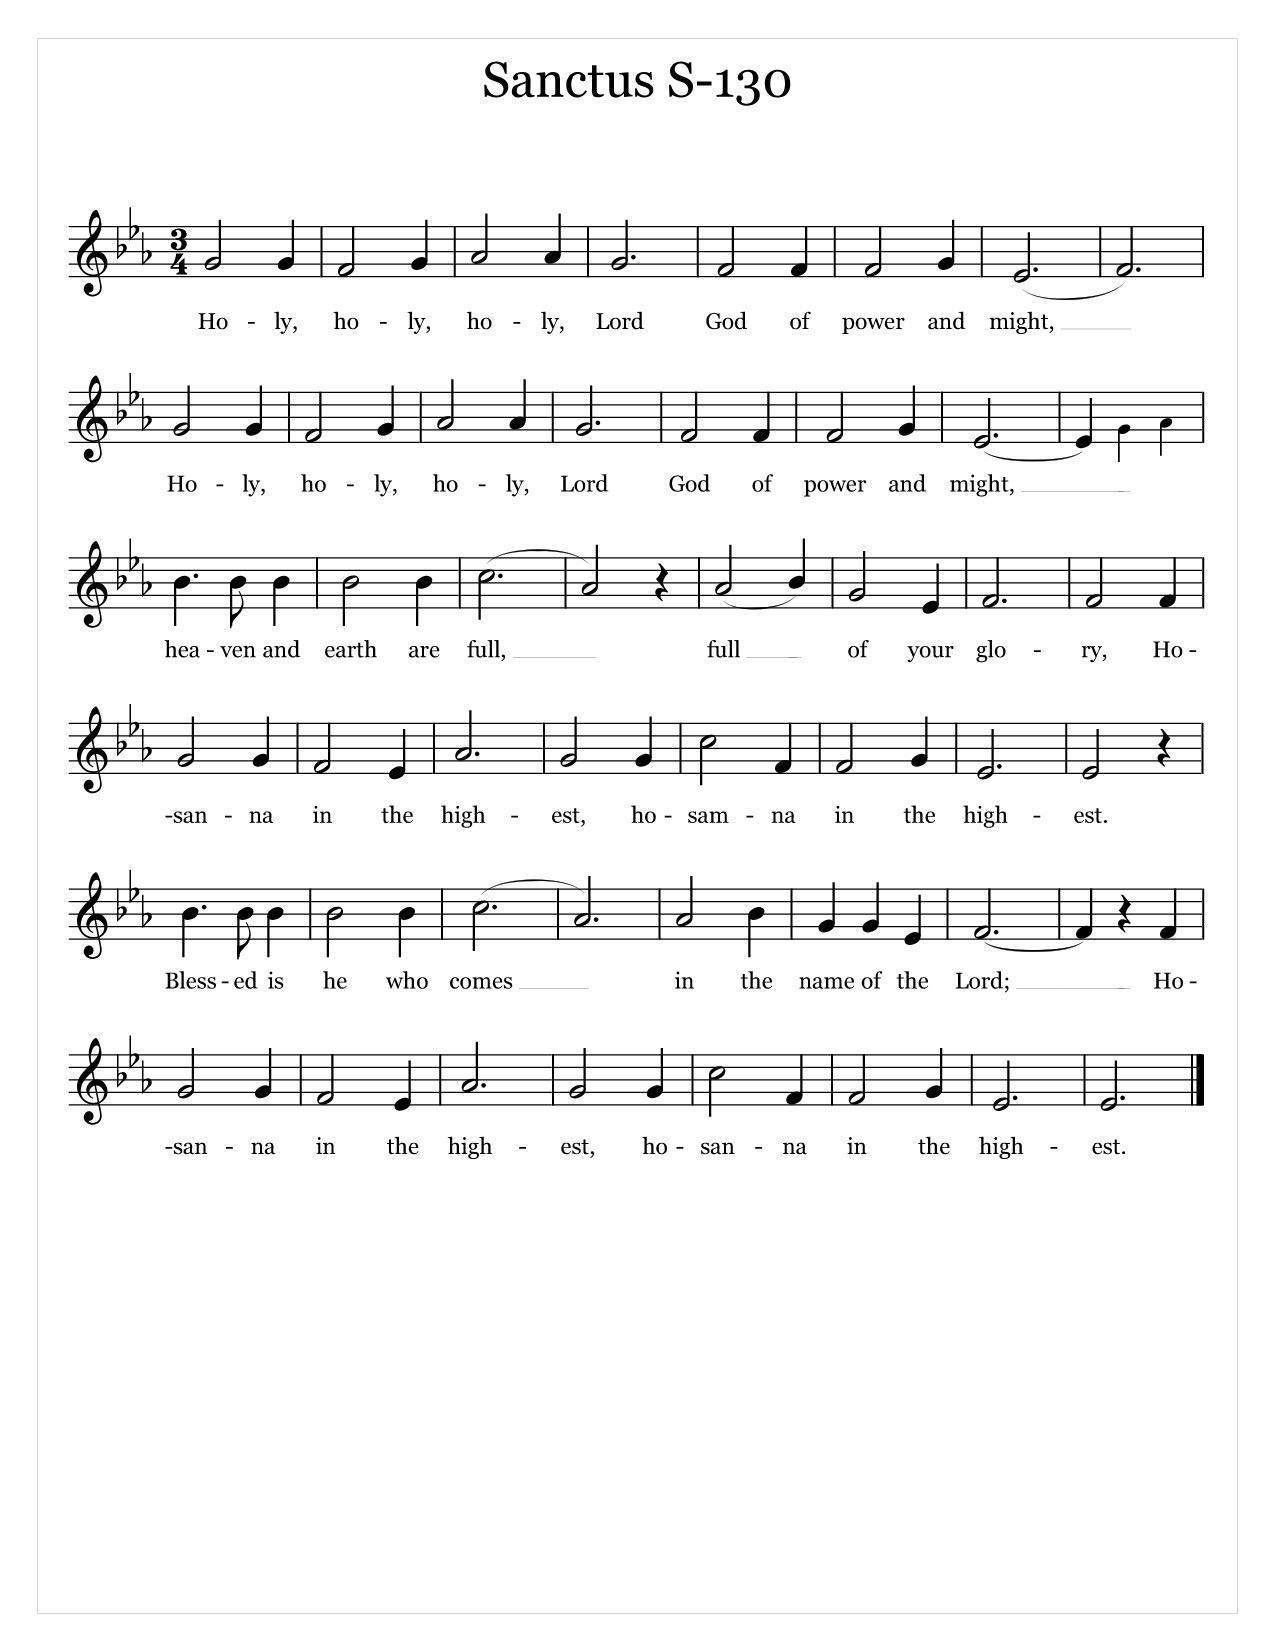 Sanctus S-130
3
4
Ho - ly, ho - ly, ho - ly, Lord God of power and might,
Ho - ly, ho - ly, ho - ly, Lord God of power and might,
hea - ven and earth are full, full of your glo - ry, Ho -
-san - na in the high - est, ho - sam - na in the high - est.
Bless - ed is he who comes in the name of the Lord; Ho -
-san - na in the high - est, ho - san - na in the high - est.